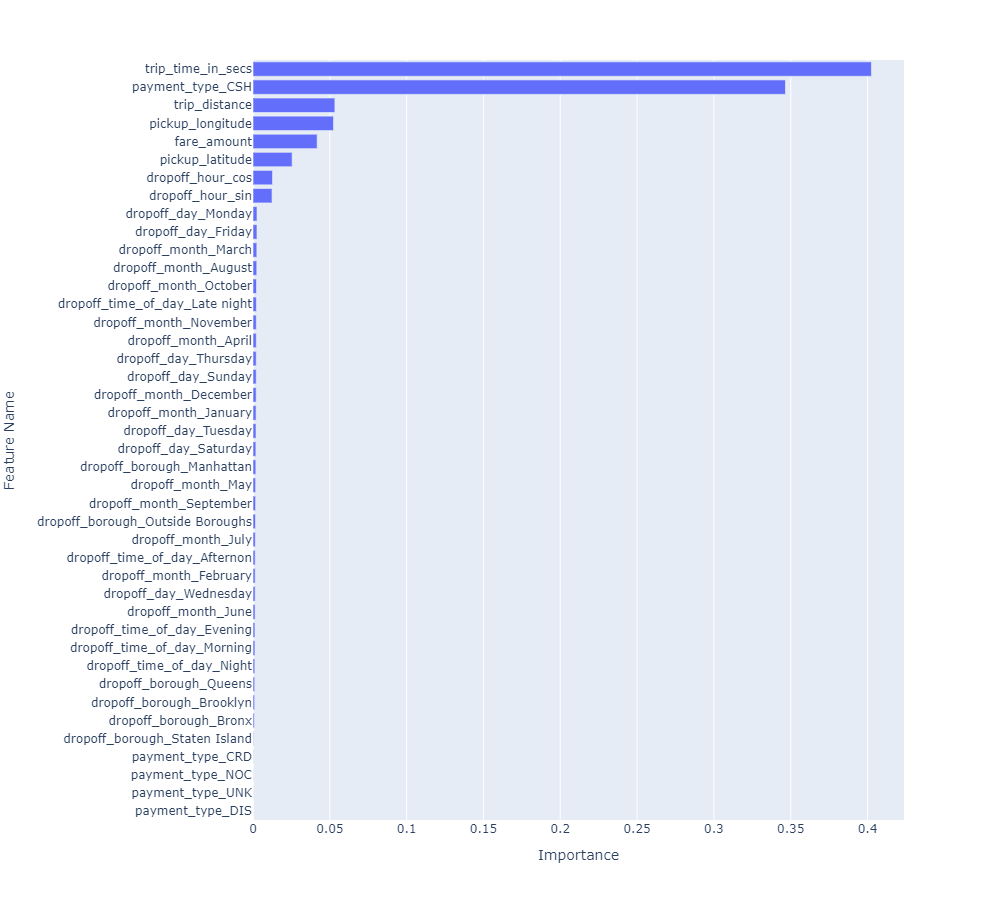 trip_time_in_secs
payment_type_CSH
trip_distance
pickup_longitude
fare_amount
pickup_latitude
dropoff_hour_cos
dropoff_hour_sin
dropoff_day_Monday
dropoff_day_Friday
dropoff_month_March
dropoff_month_August
dropoff_month_October
dropoff_time_of_day_Late night
dropoff_month_November
dropoff_month_April
dropoff_day_Thursday
dropoff_day_Sunday
dropoff_month_December
dropoff_month_January
dropoff_day_Tuesday
dropoff_day_Saturday
dropoff_borough_Manhattan
dropoff_month_May
dropoff_month_September
dropoff_borough_Outside Boroughs
dropoff_month_July
dropoff_time_of_day_Afternon
dropoff_month_February
dropoff_day_Wednesday
dropoff_month_June
dropoff_time_of_day_Evening
dropoff_time_of_day_Morning
dropoff_time_of_day_Night
dropoff_borough_Queens
dropoff_borough_Brooklyn
dropoff_borough_Bronx
dropoff_borough_Staten Island
payment_type_CRD
payment_type_NOC
payment_type_UNK
payment_type_DIS
Feature Name
0 0.05 0.1 0.15 0.2 0.25 0.3 0.35 0.4
Importance